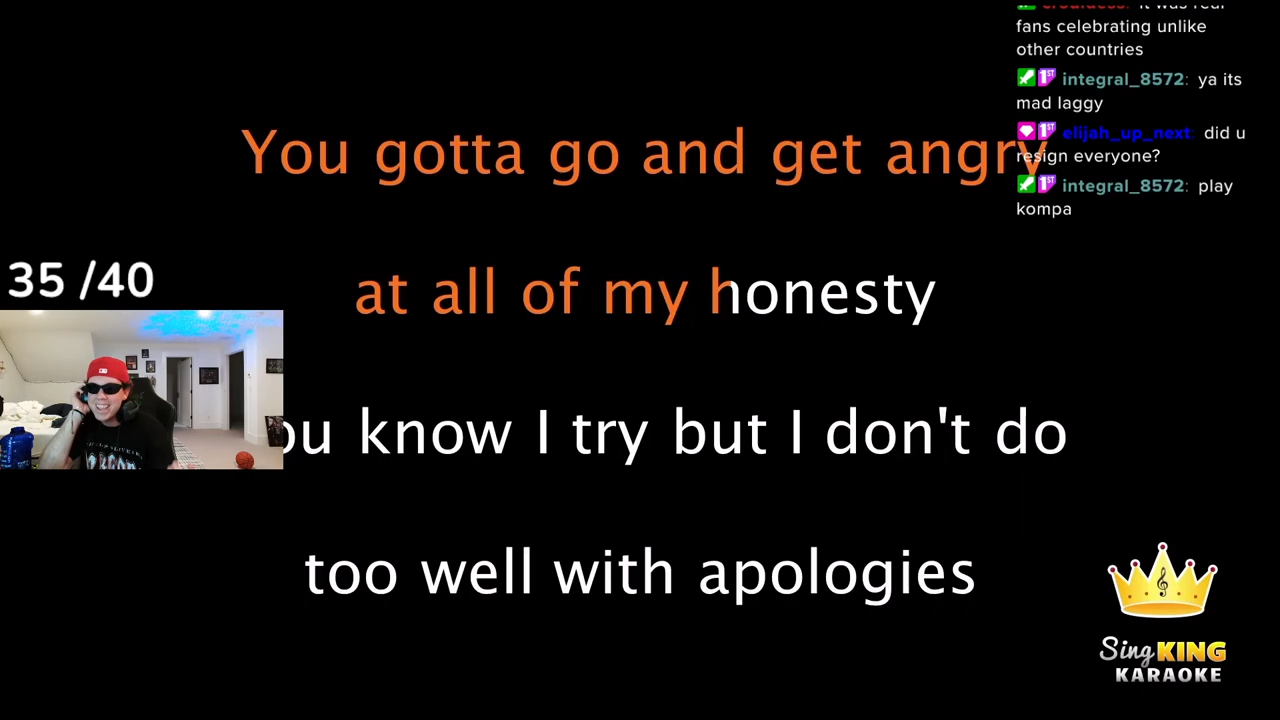 fans celebrating unlike
other countries
integral_8572: ya its
mad laggy
elijah_up_next: did u
resign everyone?
integral_8572: play
kompa
You gotta go and get angry
at all of my honesty
35 /40
ou know I try but I don't do
too well with apologies
Sing KING
KARAOKE